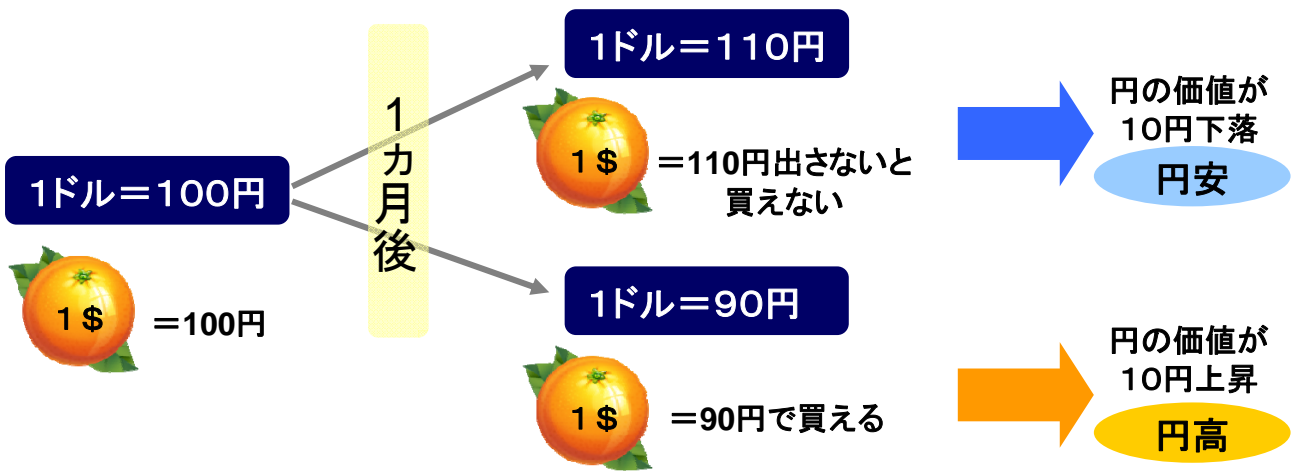 1ドル＝100円
1＄
＝100円
1カ月後
1ドル＝110円
1＄
＝110円出さないと
買えない
円の価値が
10円下落
円安
1ドル＝90円
1＄
＝90円で買える
円の価値が
10円上昇
円高